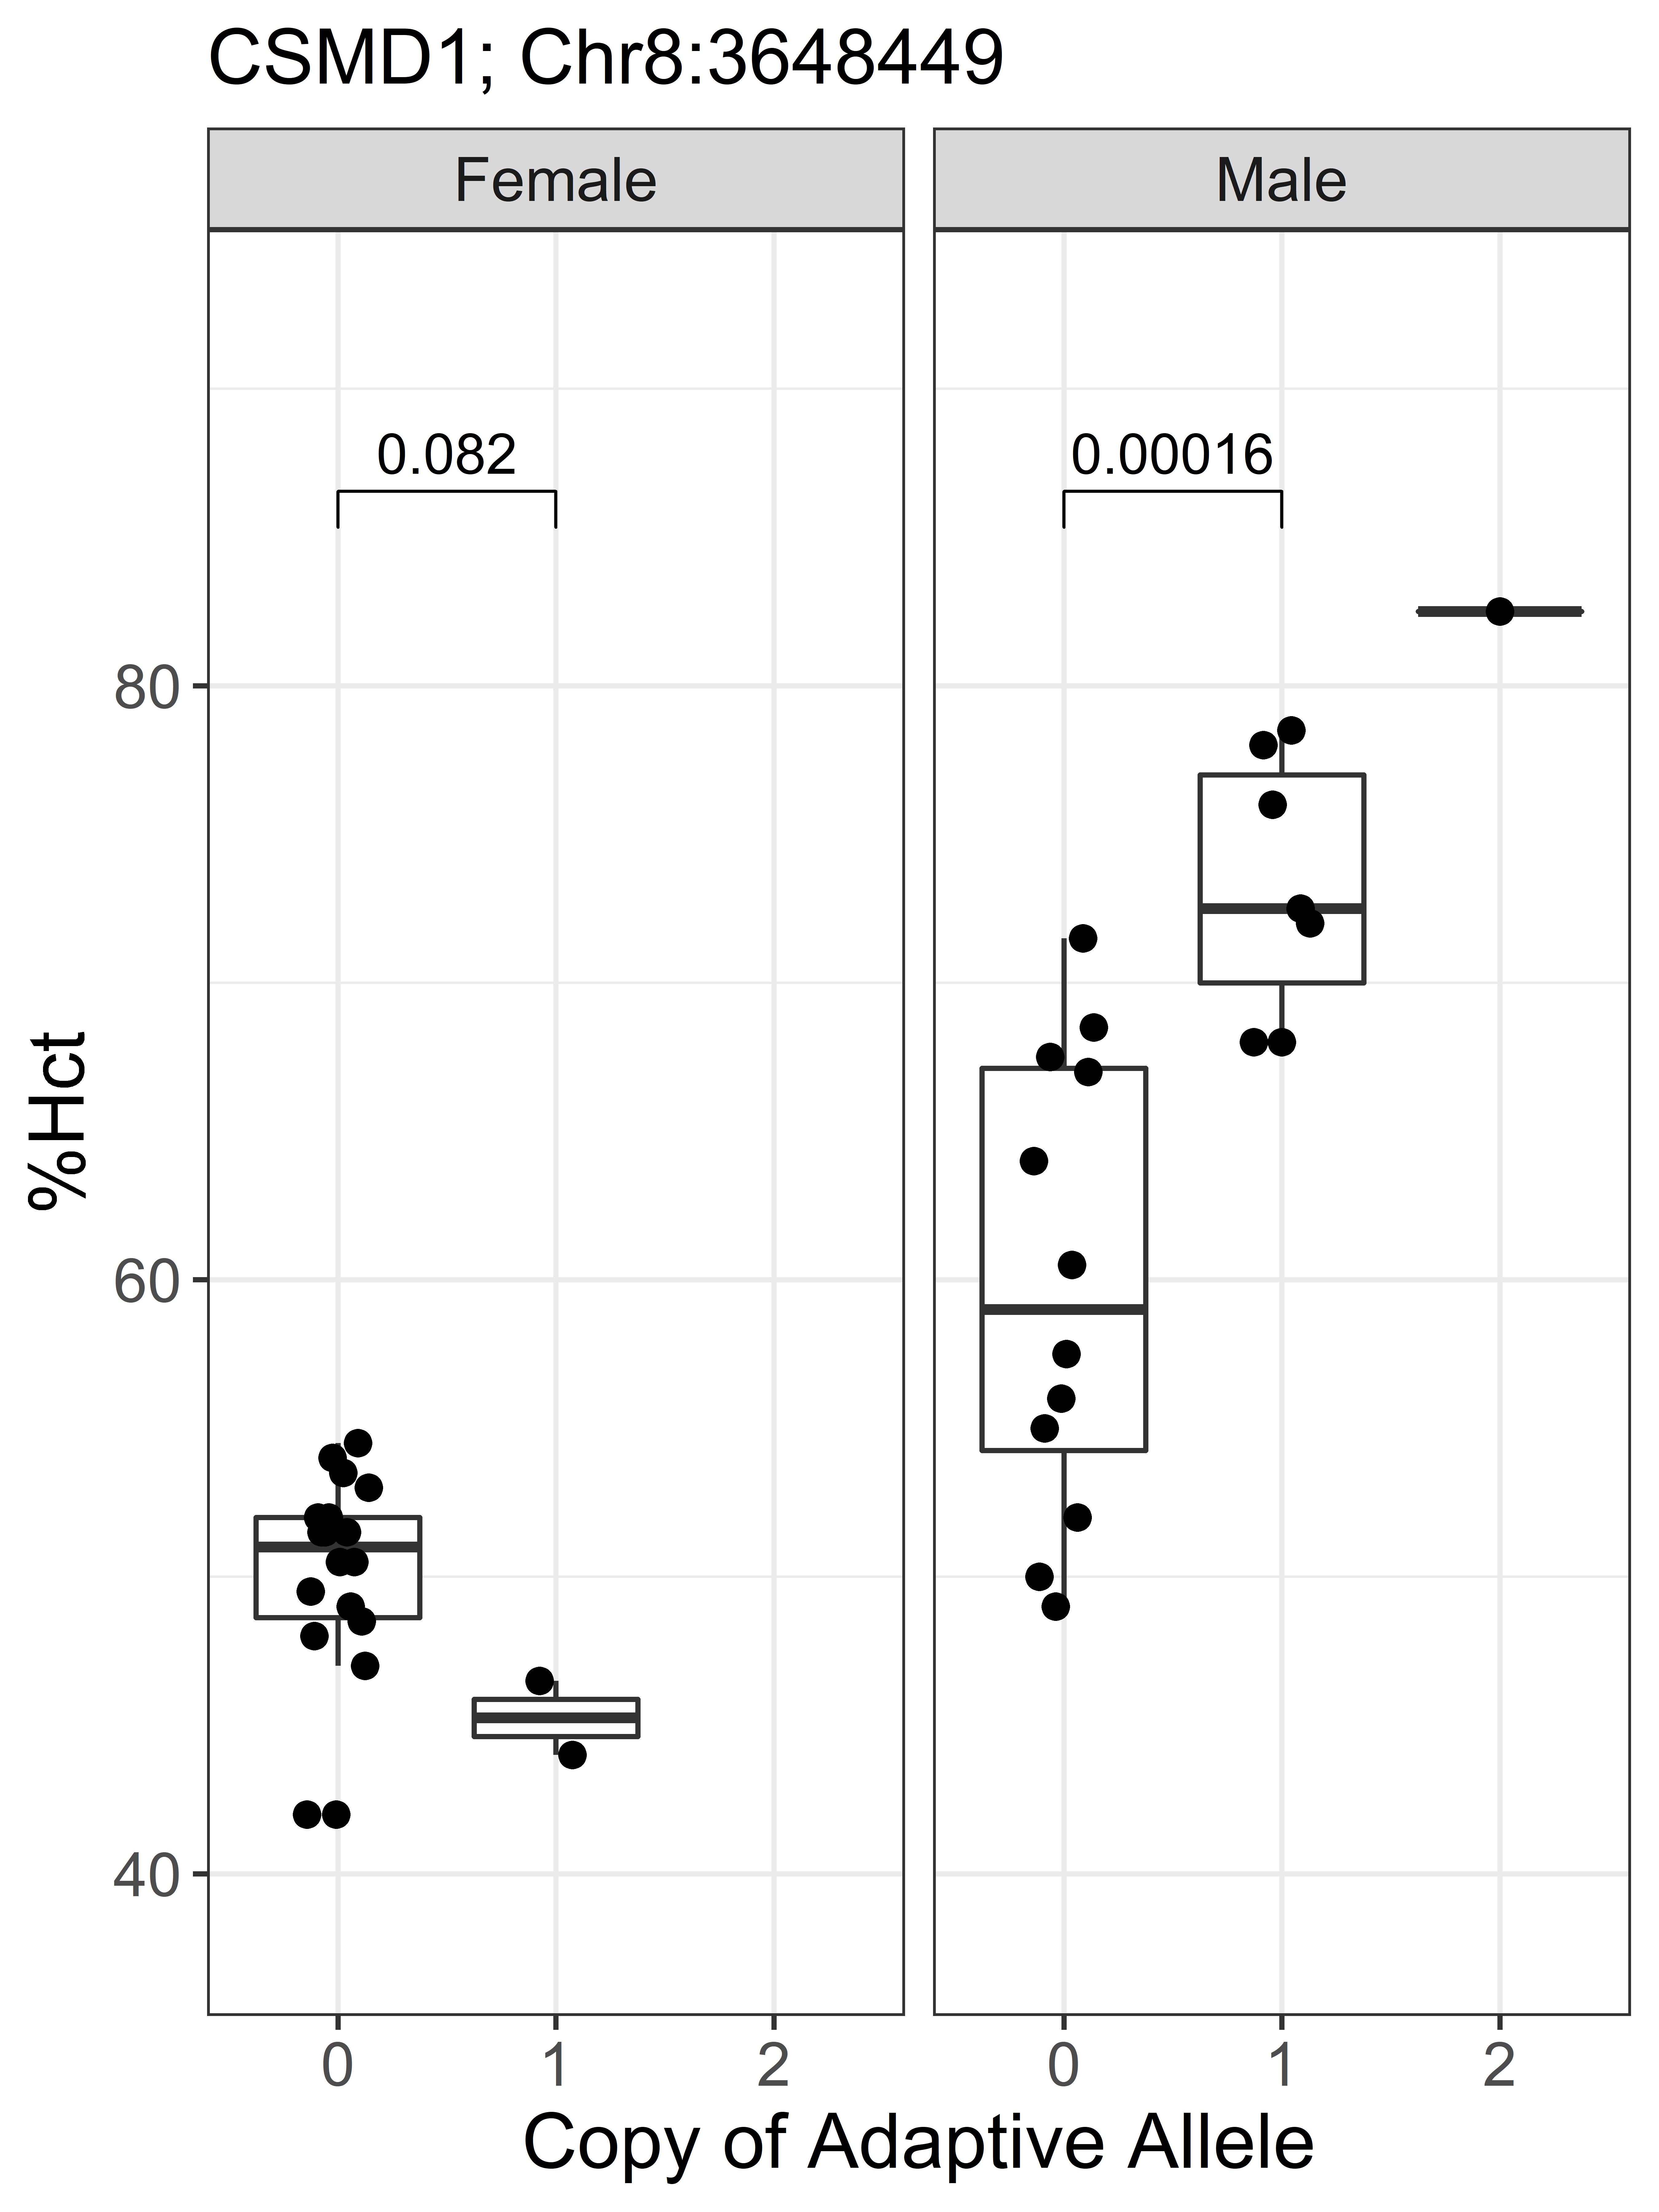 CSMD1; Chr8:3648449
Female
Male
0.082
0.00016
80
60
40
%Hct
0 1 2
0 1 2
Copy of Adaptive Allele